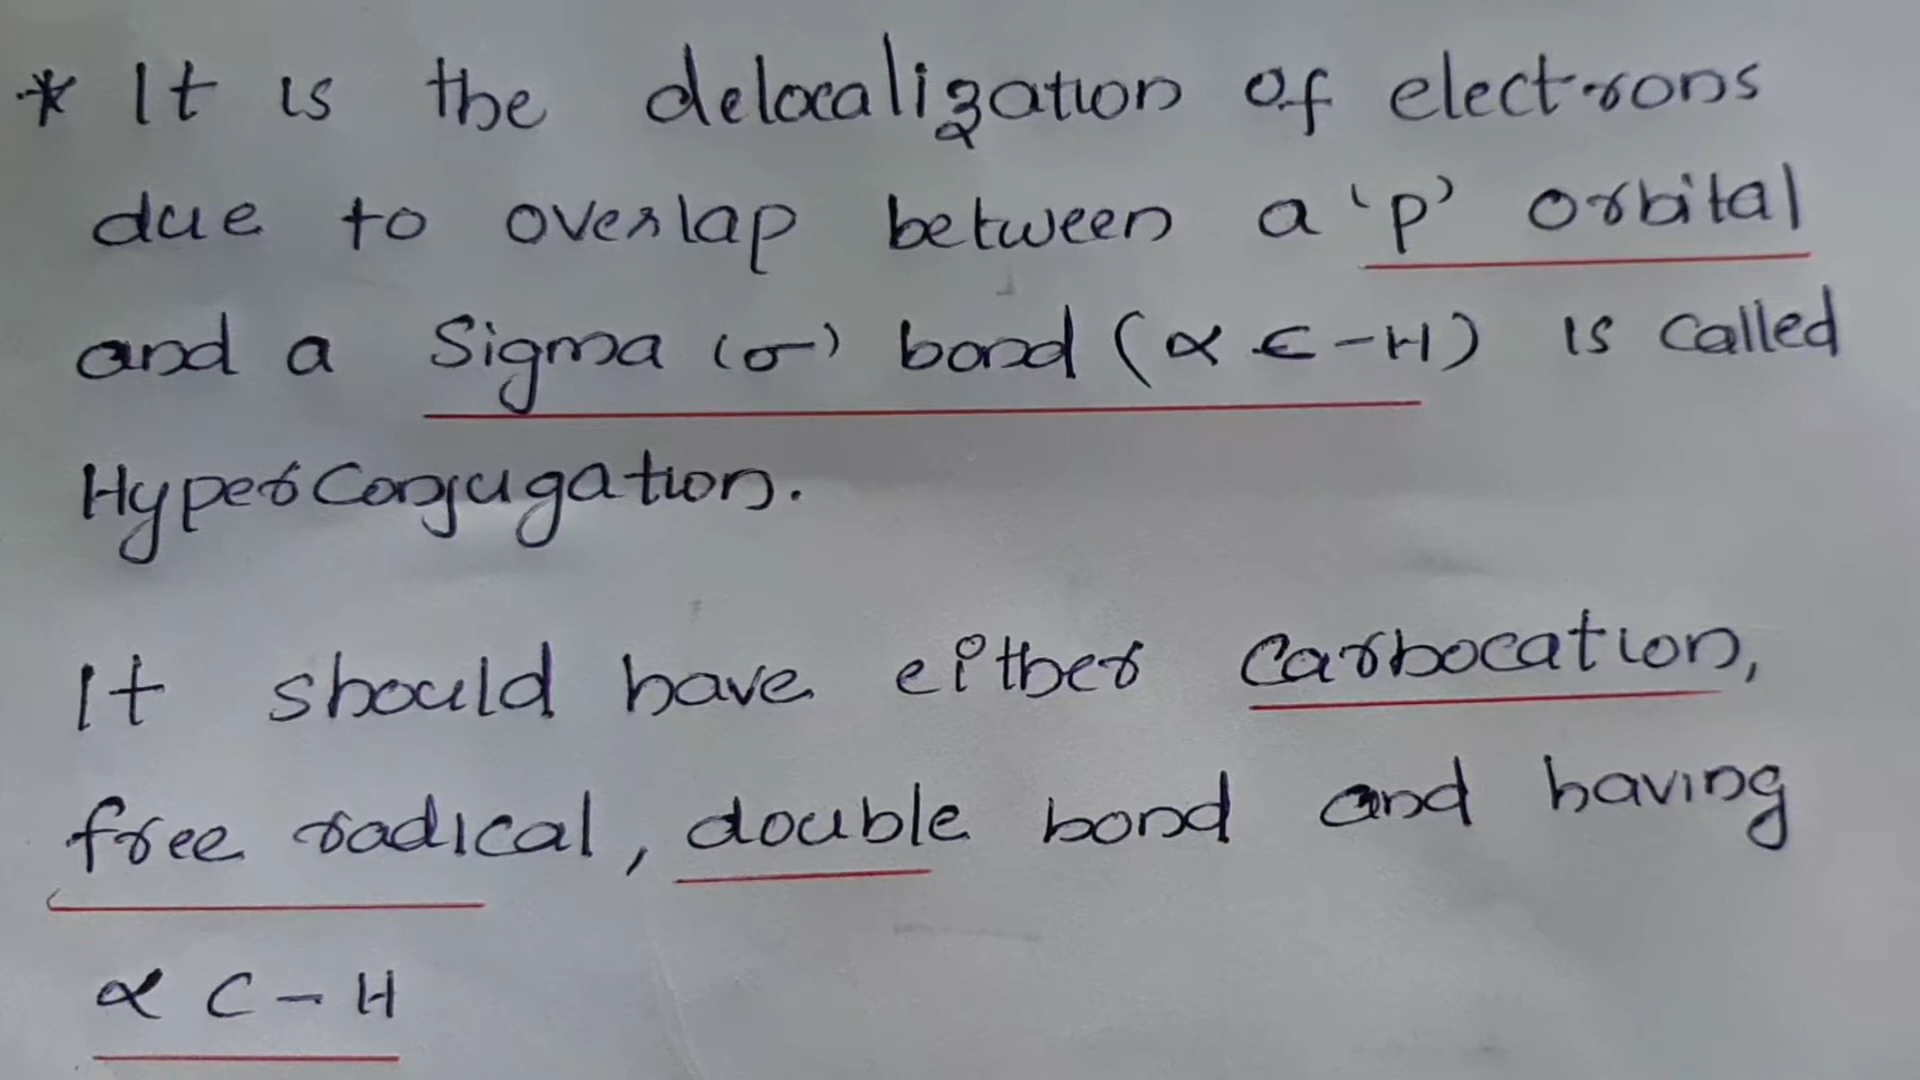 * It is the delocalization of electrons
due to overlap between a 'p' orbital
and a Sigma (σ) bond (α C-H) is called
HyperConjugation.
It should have either Carbocation,
free radical, double bond and having
α C-H